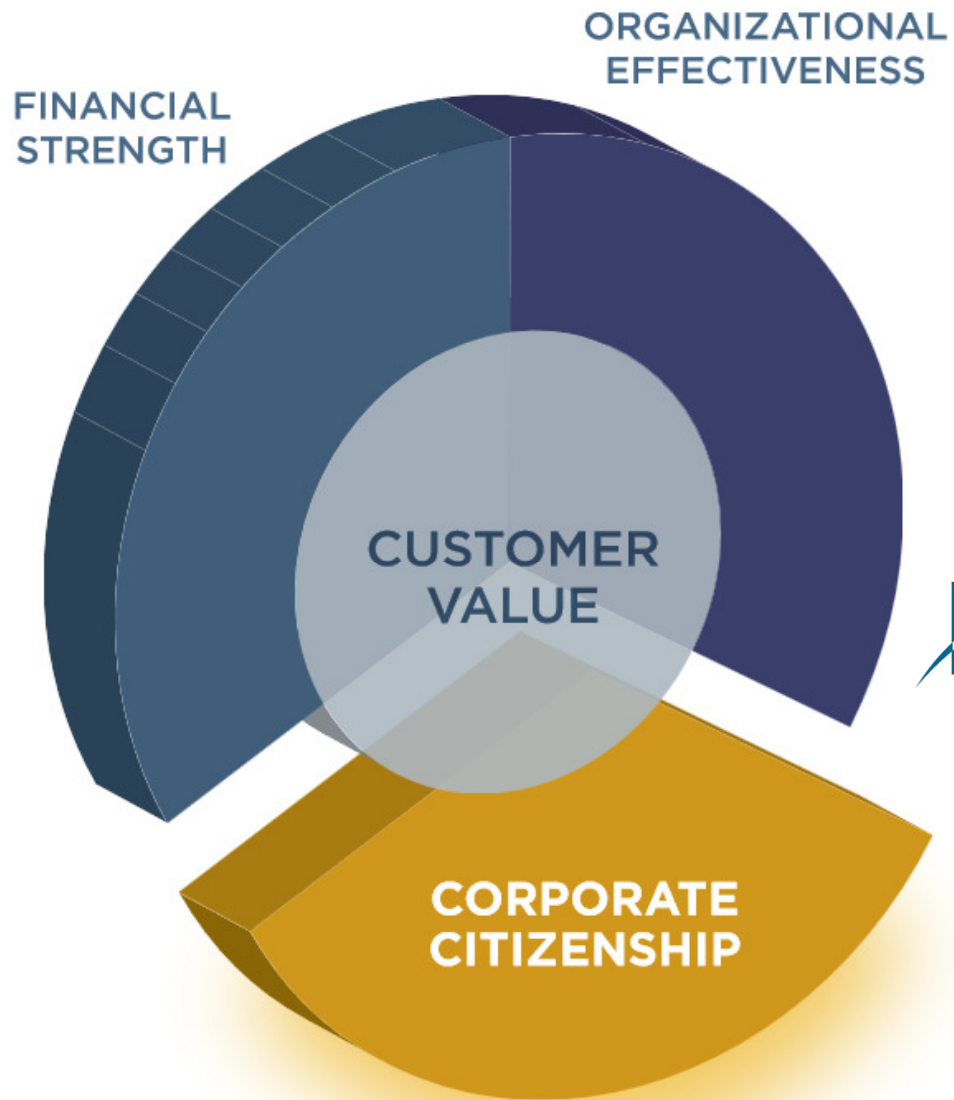 ORGANIZATIONAL
EFFECTIVENESS
FINANCIAL
STRENGTH
CUSTOMER
VALUE
CORPORATE
CITIZENSHIP